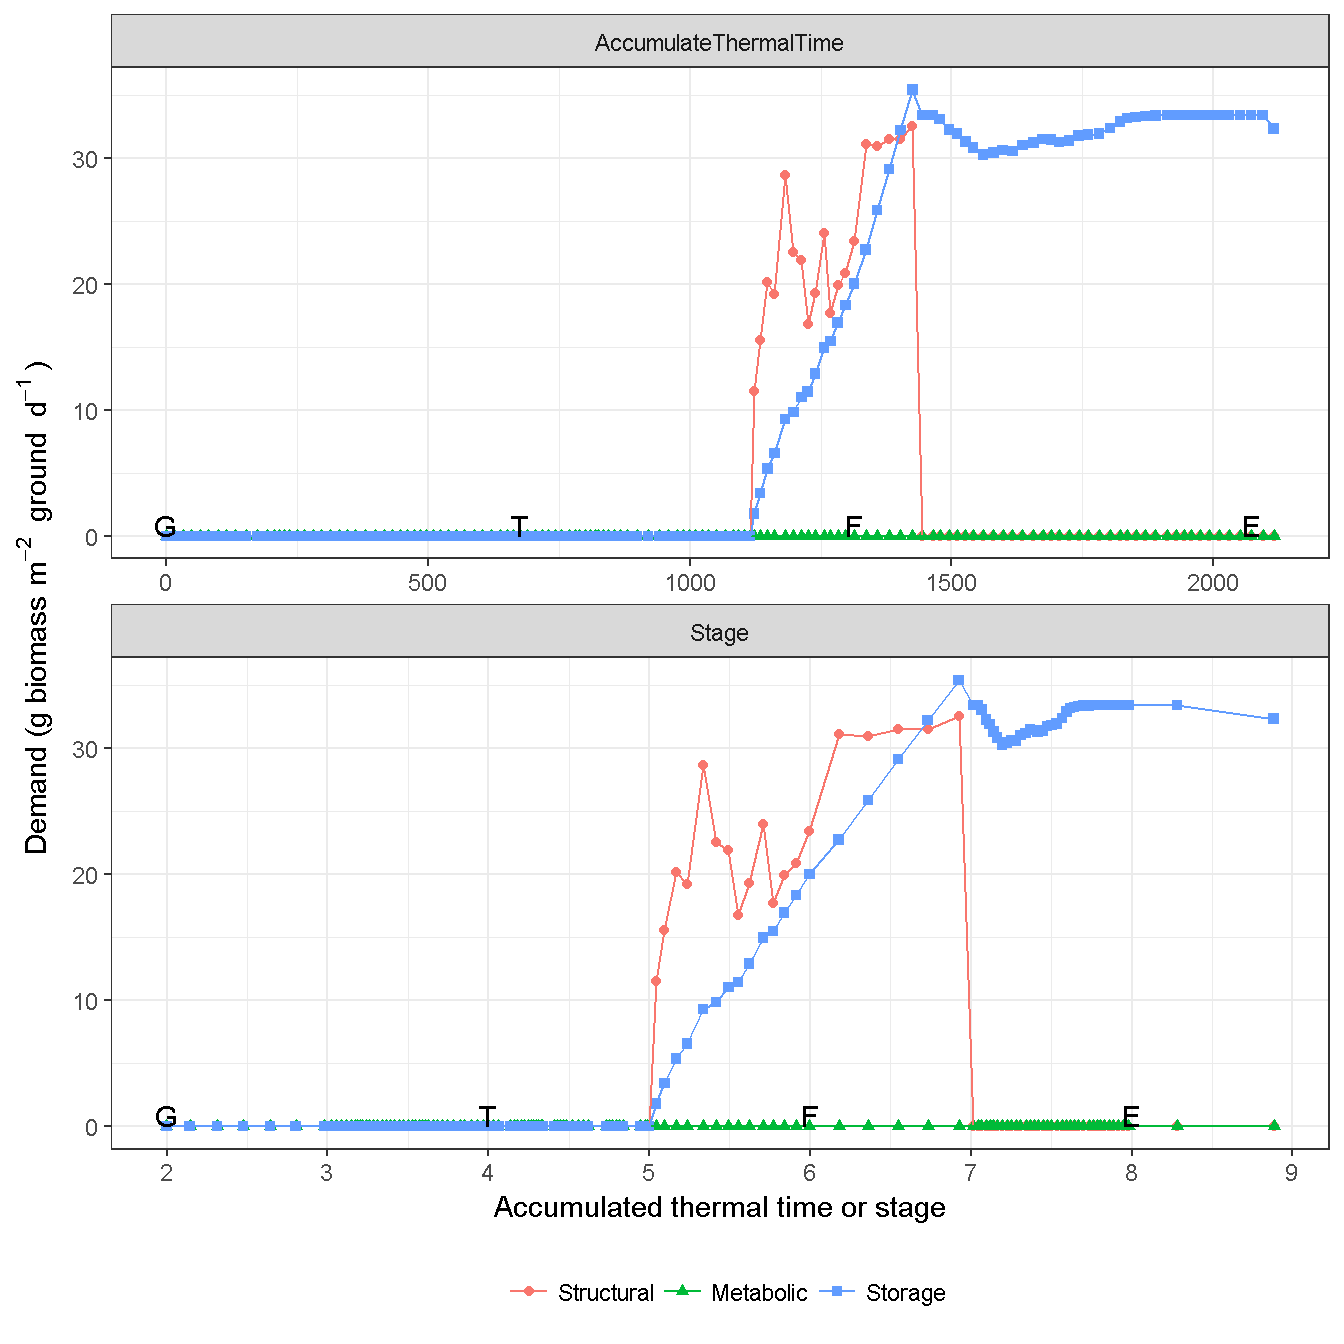 AccumulateThermalTime
30
20
10
0
G T F E
0 500 1000 1500 2000
Stage
30
20
10
0
G T F E
2 3 4 5 6 7 8 9
Demand (g biomass m⁻² ground d⁻¹)
Accumulated thermal time or stage
Structural Metabolic Storage